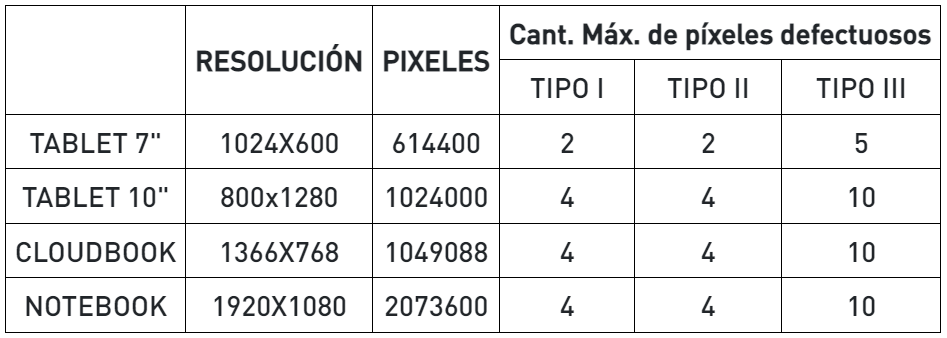 RESOLUCIÓN PIXELES Cant. Máx. de píxeles defectuosos
TIPO I TIPO II TIPO III
TABLET 7" 1024X600 614400 2 2 5
TABLET 10" 800x1280 1024000 4 4 10
CLOUDBOOK 1366X768 1049088 4 4 10
NOTEBOOK 1920X1080 2073600 4 4 10